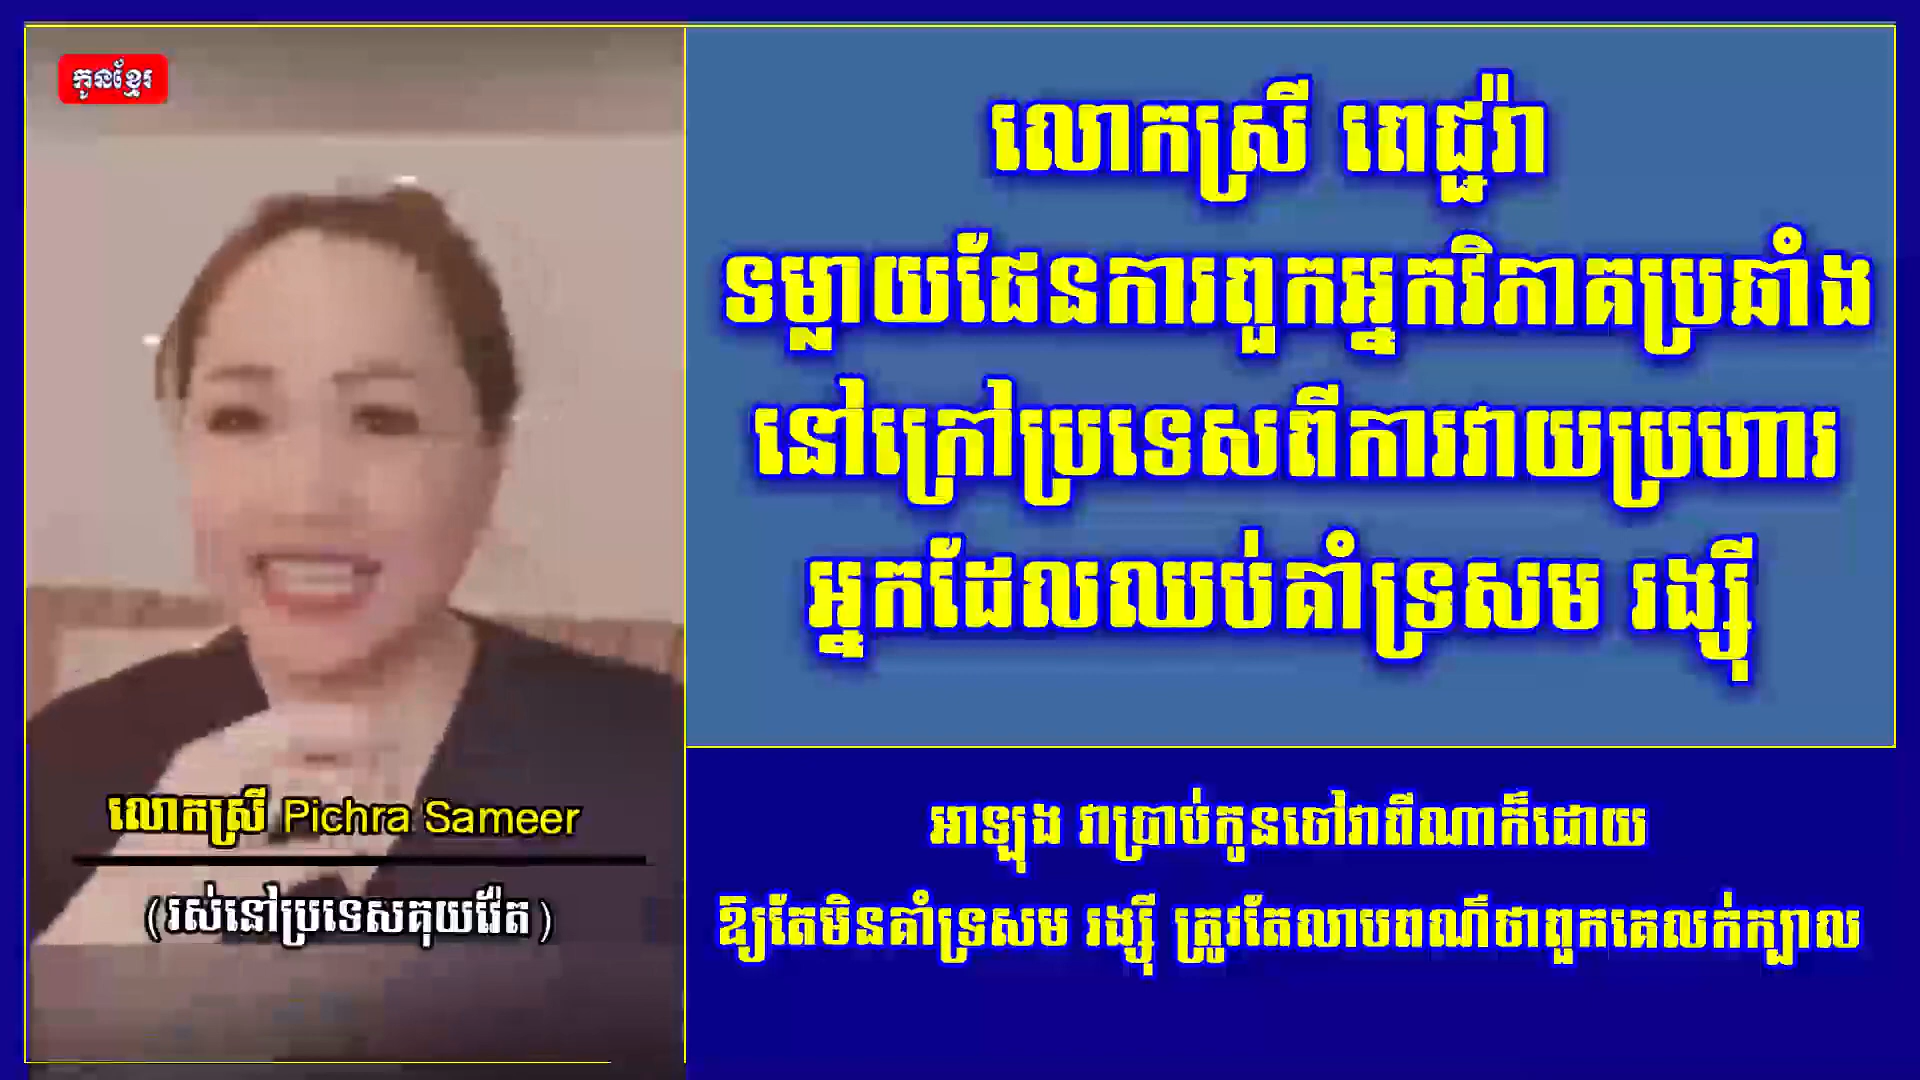 កូនខ្មែរ
លោកស្រី ពេជ្ជរ៉ា
ទម្លាយផែនការពួកអ្នកវិភាគប្រឆាំង
នៅក្រៅប្រទេសពីការវាយប្រហារ
អ្នកដែលឈប់គាំទ្រសម រង្ស៊ី
លោកស្រី Pichra Sameer
(រស់នៅប្រទេសគុយវ៉ែត)
អាឡុង វាប្រាប់កូនចៅវាពីណាក៏ដោយ
ឱ្យតែមិនគាំទ្រសម រង្ស៊ី ត្រូវតែលាបពណ៌ថាពួកគេលក់ក្បាល